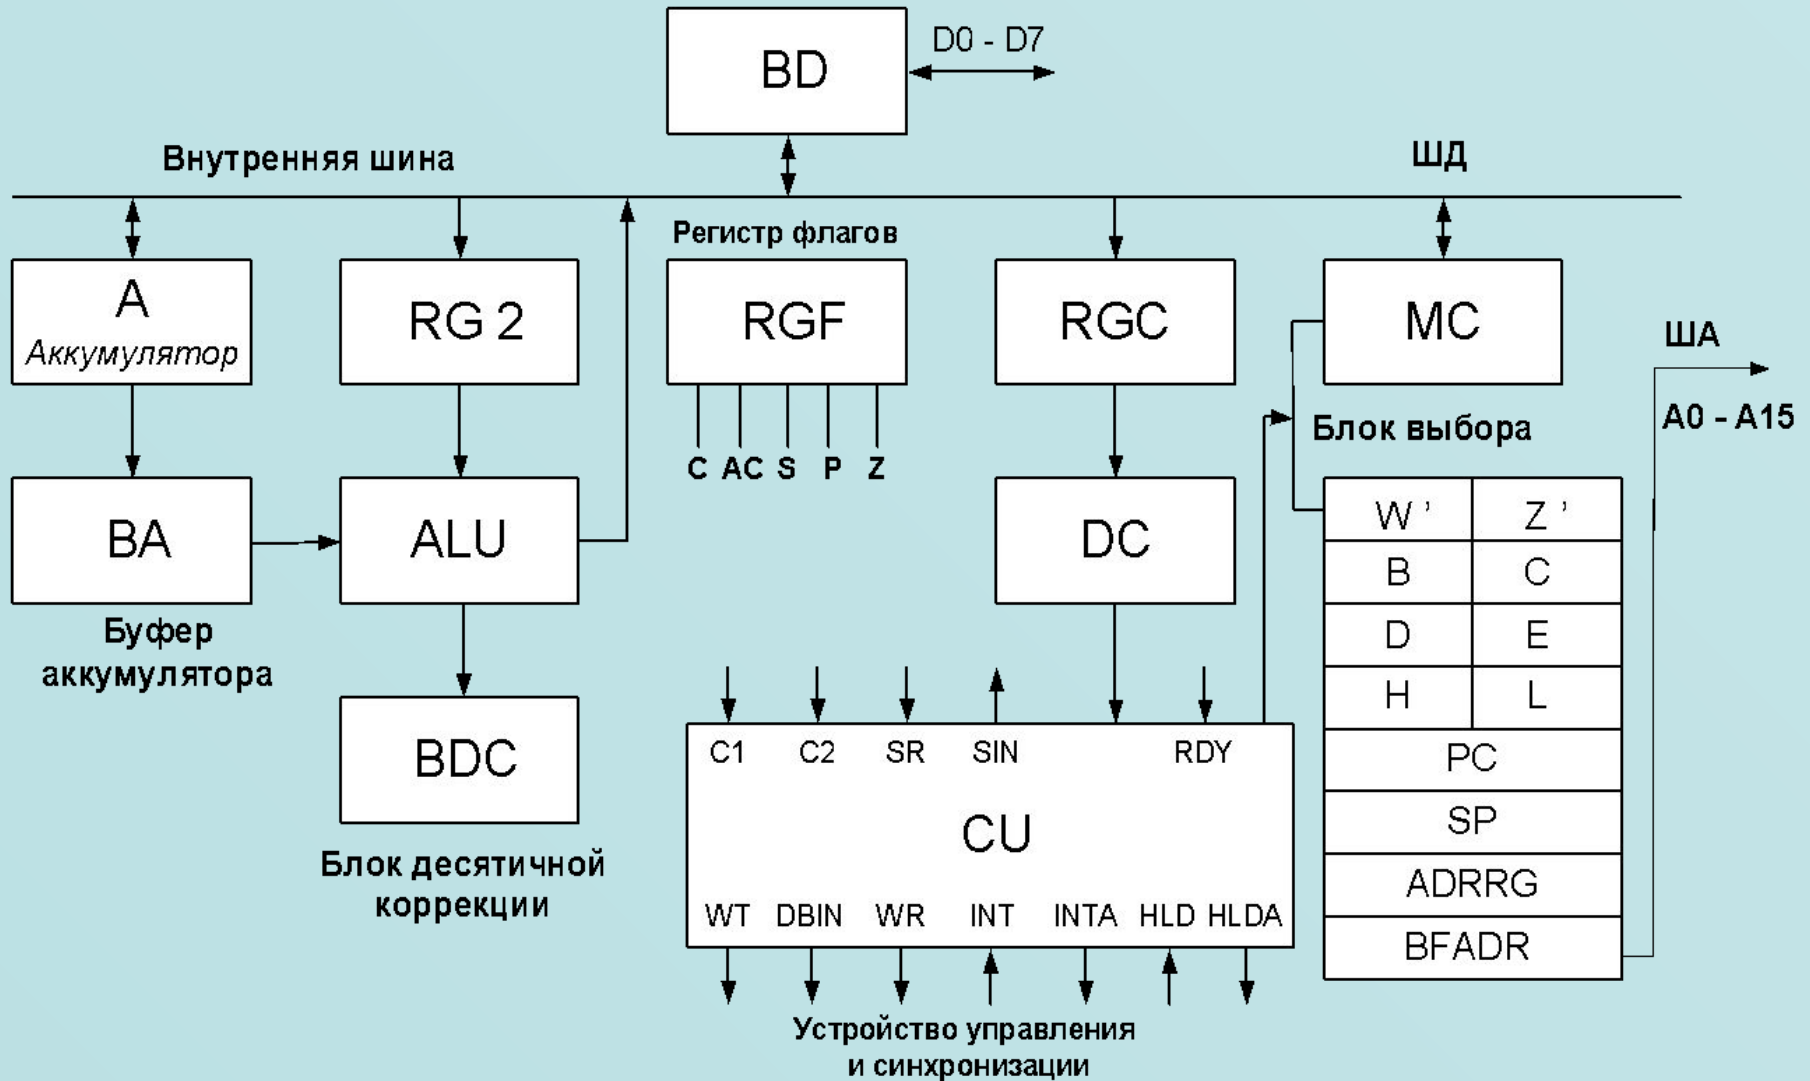 BD
D0 - D7
Внутренняя шина
ШД
Регистр флагов
A
Аккумулятор
RG 2
RGF
RGC
MC
ША
A0 - A15
Блок выбора
C AC S P Z
BA
ALU
DC
W ' Z '
B C
D E
H L
PC
SP
ADRRG
BFADR
Буфер
аккумулятора
BDC
Блок десятичной
коррекции
C1 C2 SR SIN RDY
CU
WT DBIN WR INT INTA HLD HLDA
Устройство управления
и синхронизации